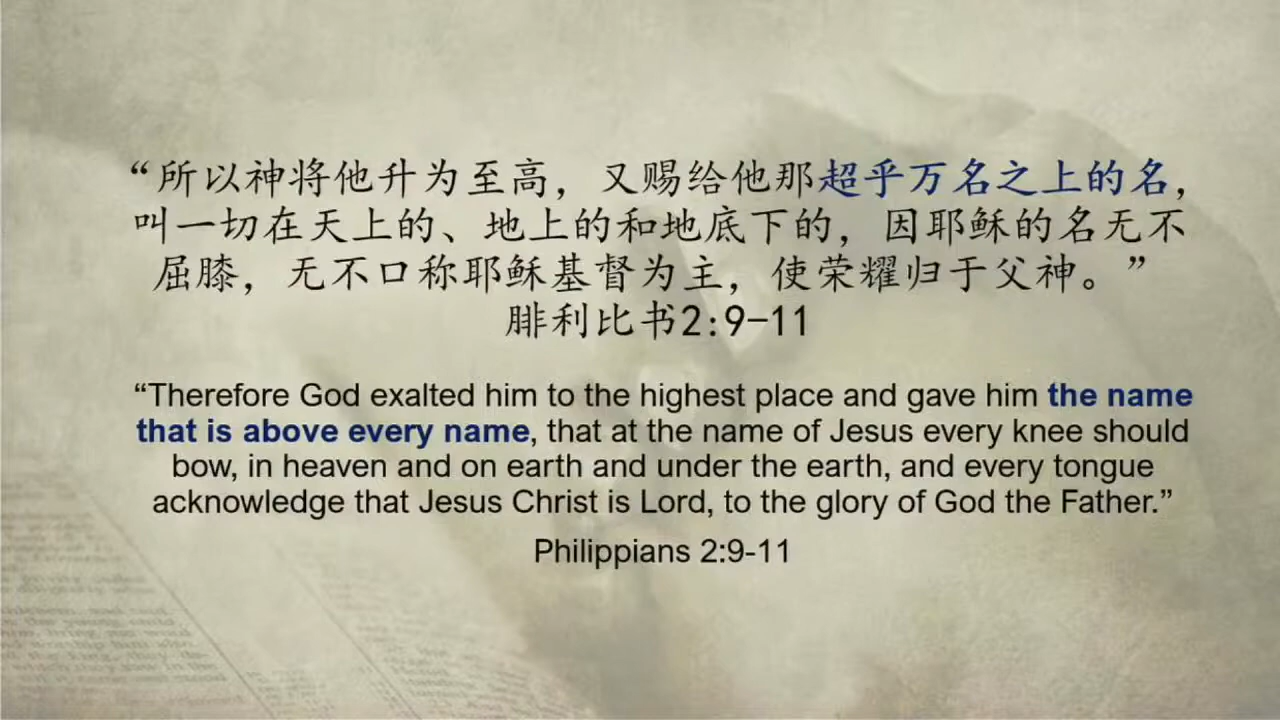 “所以神将他升为至高，又赐给他那超乎万名之上的名，
叫一切在天上的、地上的和地底下的，因耶稣的名无不
屈膝，无不口称耶稣基督为主，使荣耀归于父神。”
腓利比书2:9-11
“Therefore God exalted him to the highest place and gave him the name
that is above every name, that at the name of Jesus every knee should
bow, in heaven and on earth and under the earth, and every tongue
acknowledge that Jesus Christ is Lord, to the glory of God the Father.”
Philippians 2:9-11